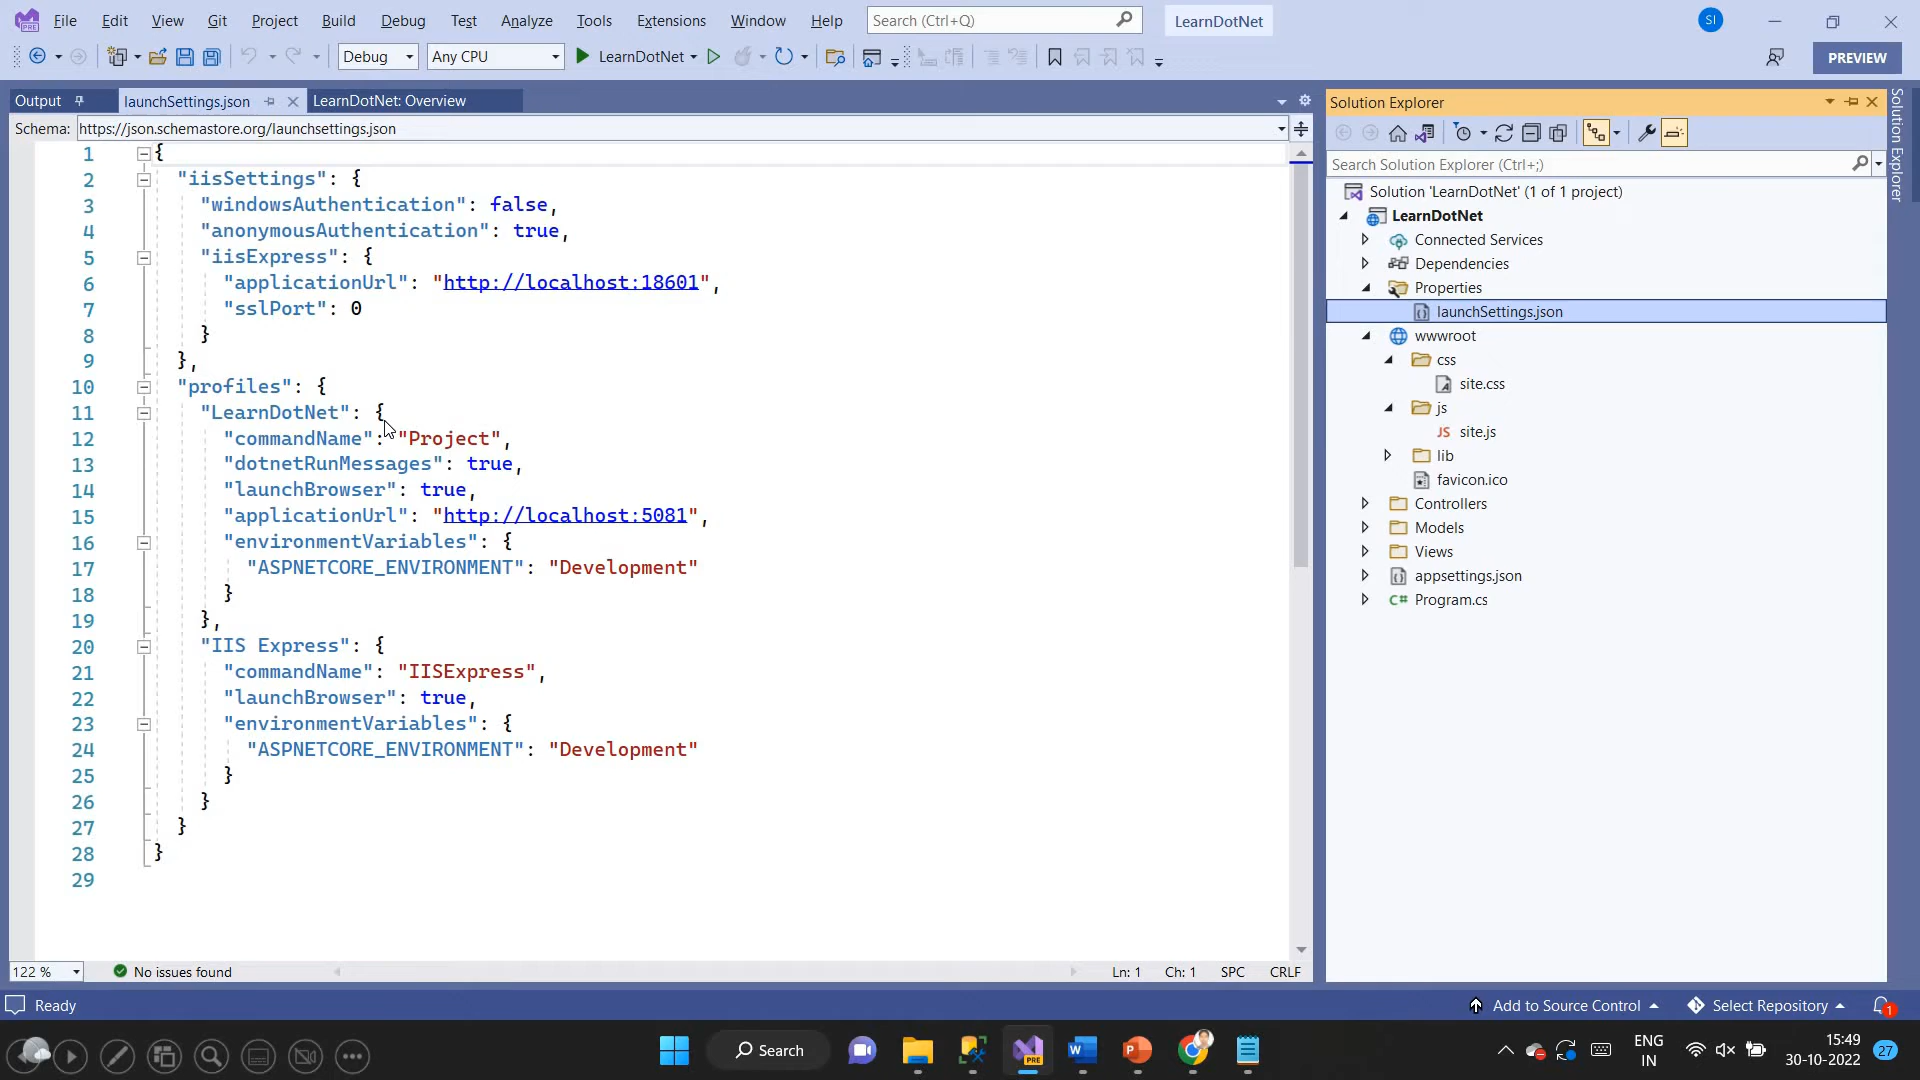 File Edit View Git Project Build Debug Test Analyze Tools Extensions Window Help Search (Ctrl+Q) LearnDotNet SI
Debug Any CPU LearnDotNet PREVIEW
Output launchSettings.json LearnDotNet: Overview
Schema: https://json.schemastore.org/launchsettings.json
1 {
2 "iisSettings": {
3 "windowsAuthentication": false,
4 "anonymousAuthentication": true,
5 "iisExpress": {
6 "applicationUrl": "http://localhost:18601",
7 "sslPort": 0
8 }
9 },
10 "profiles": {
11 "LearnDotNet": {
12 "commandName": "Project",
13 "dotnetRunMessages": true,
14 "launchBrowser": true,
15 "applicationUrl": "http://localhost:5081",
16 "environmentVariables": {
17 "ASPNETCORE_ENVIRONMENT": "Development"
18 }
19 },
20 "IIS Express": {
21 "commandName": "IISExpress",
22 "launchBrowser": true,
23 "environmentVariables": {
24 "ASPNETCORE_ENVIRONMENT": "Development"
25 }
26 }
27 }
28 }
29
122 % No issues found Ln: 1 Ch: 1 SPC CRLF
Solution Explorer
Search Solution Explorer (Ctrl+;)
Solution 'LearnDotNet' (1 of 1 project)
LearnDotNet
Connected Services
Dependencies
Properties
launchSettings.json
wwwroot
css
site.css
js
JS site.js
lib
favicon.ico
Controllers
Models
Views
appsettings.json
C# Program.cs
Solution Explorer
Ready Add to Source Control Select Repository 1
Search PRE W P ENG
IN
15:49
30-10-2022 27